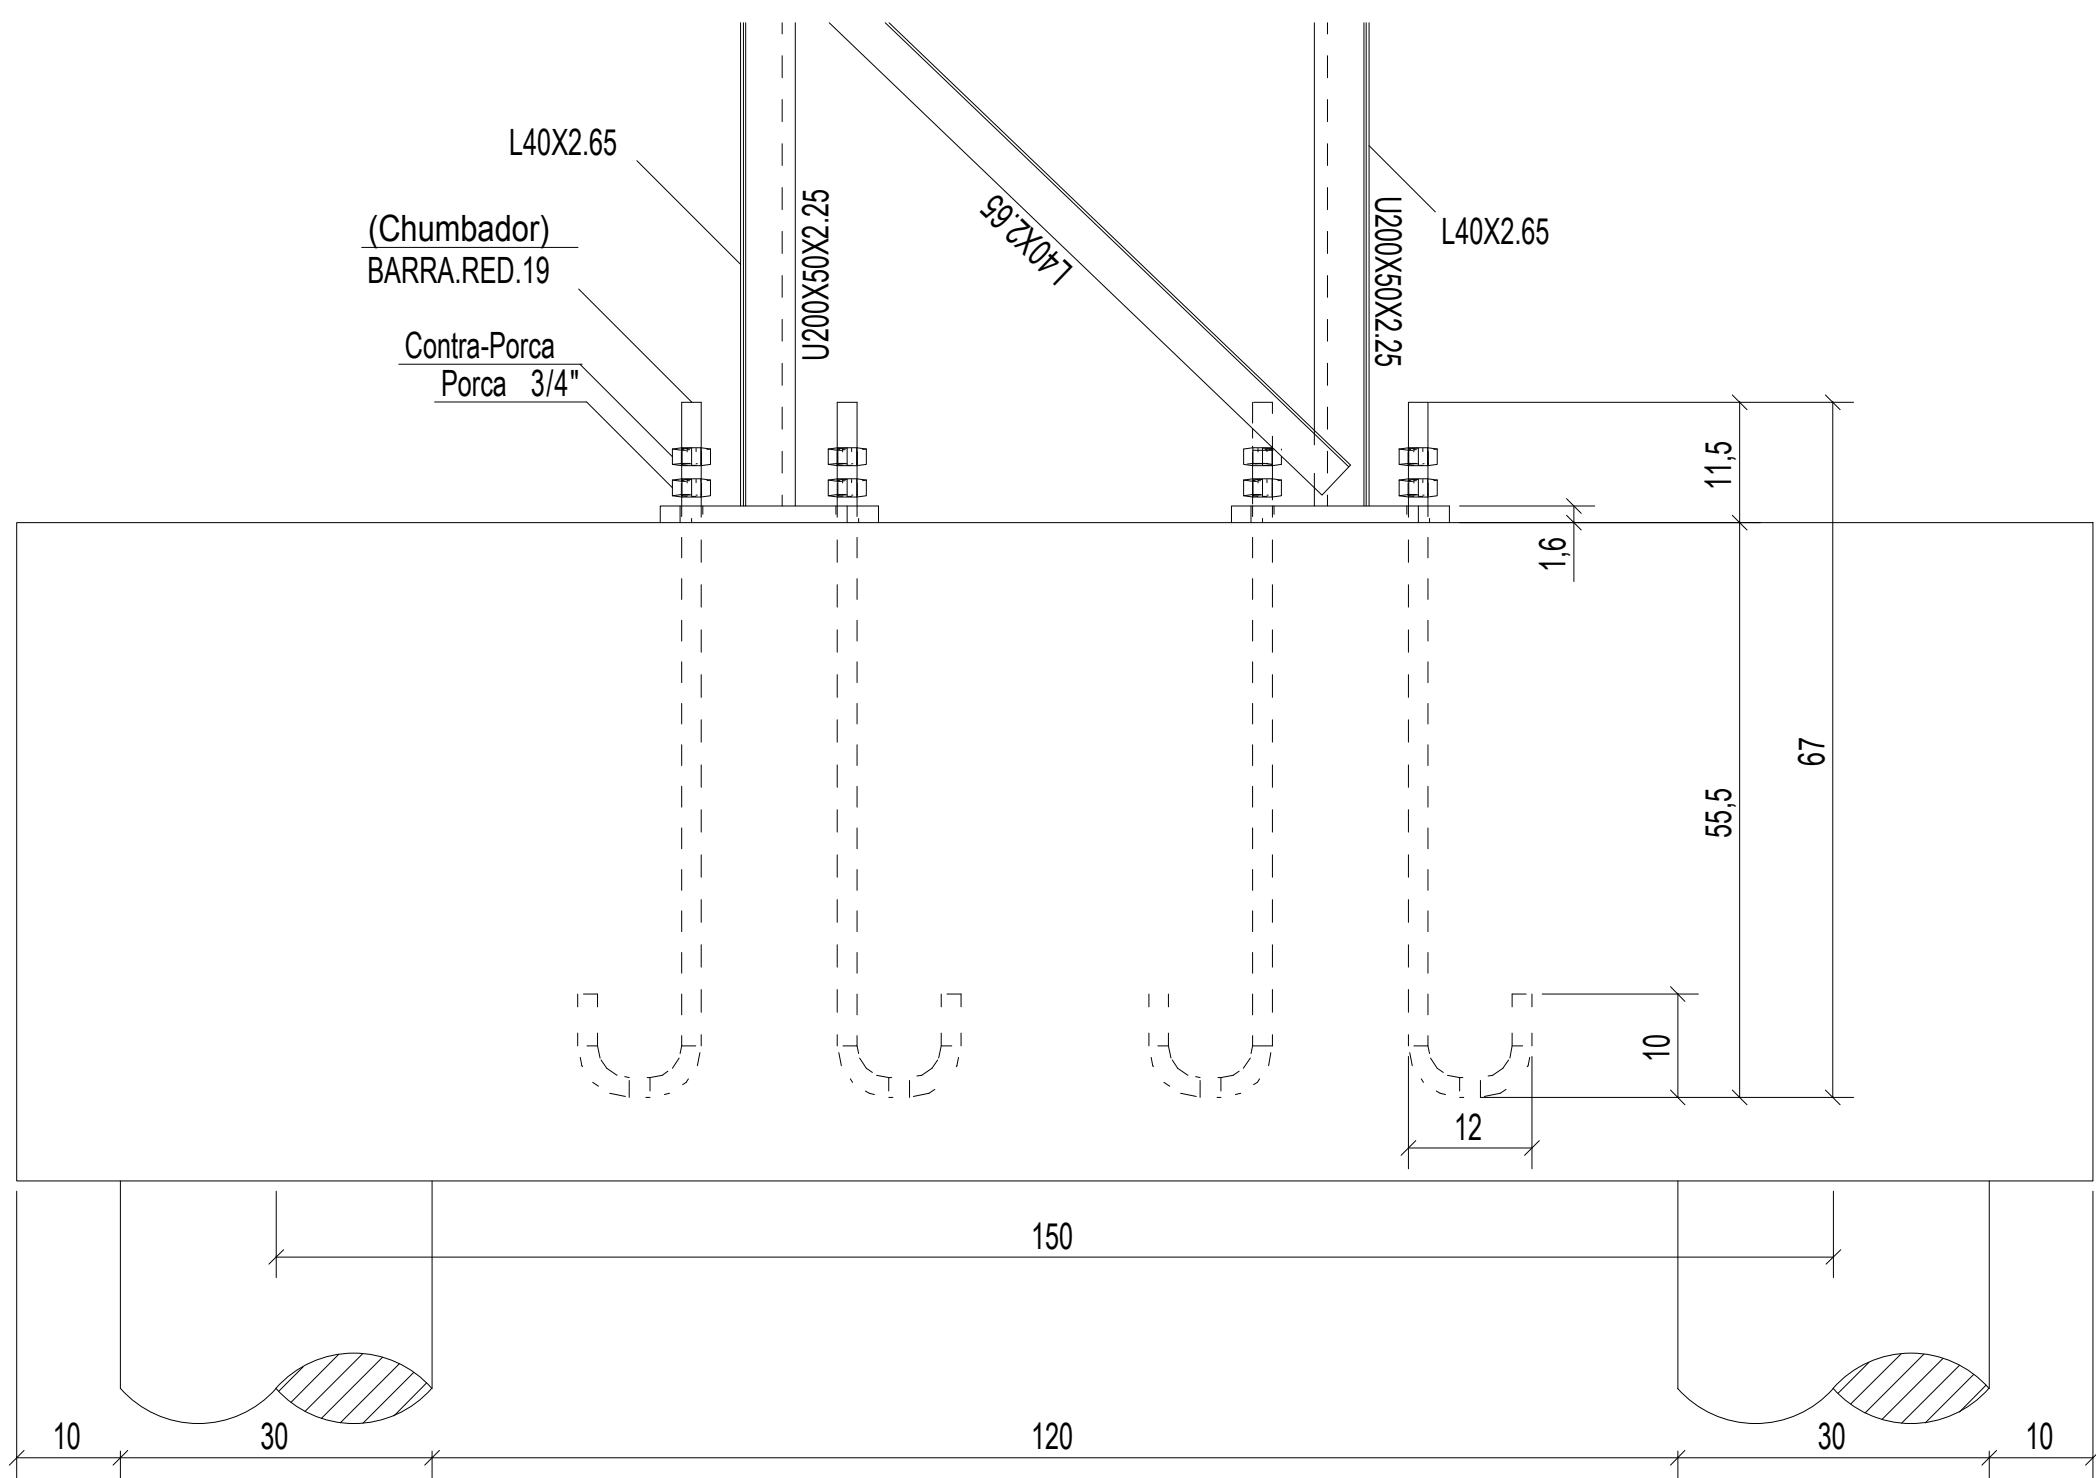 L40X2.65
(Chumbador)
BARRA.RED.19
Contra-Porca
Porca 3/4"
U200X50X2.25
L40X2.65
U200X50X2.25
L40X2.65
11,5
1,6
67
55,5
10
12
150
10
30
120
30
10